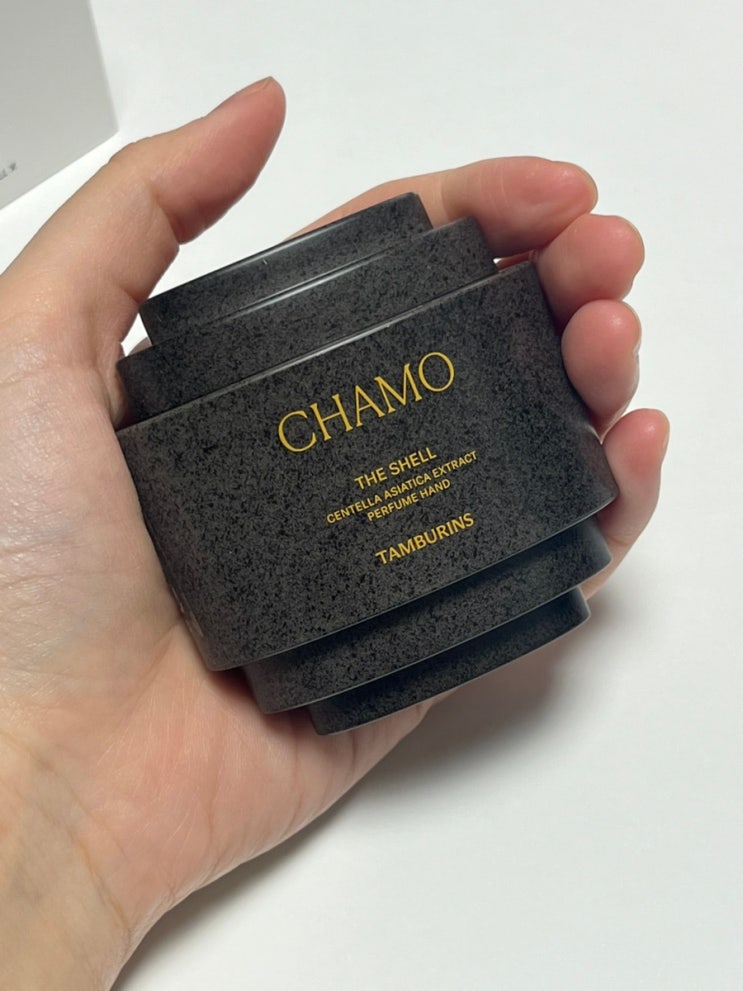 CHAMO
THE SHELL
CENTELLA ASIATICA EXTRACT
PERFUME HAND
TAMBURINS